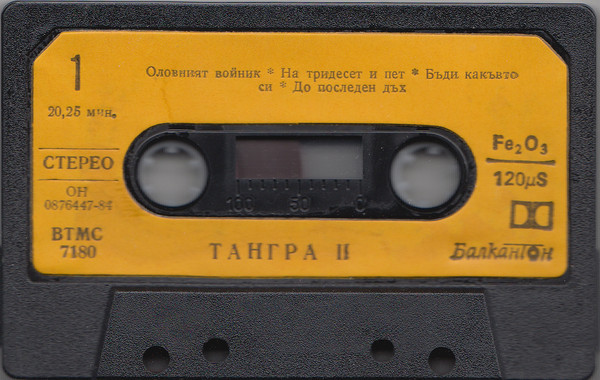 1
Оловният войник * На тридесет и пет * Бъди какъвто
си * До последен дъх
20,25 мин.
СТЕРЕО
ОН
0876447-84
ВТМС
7180
Fe2O3
120µS
100 50 0
ТАНГРА II
Балкантон